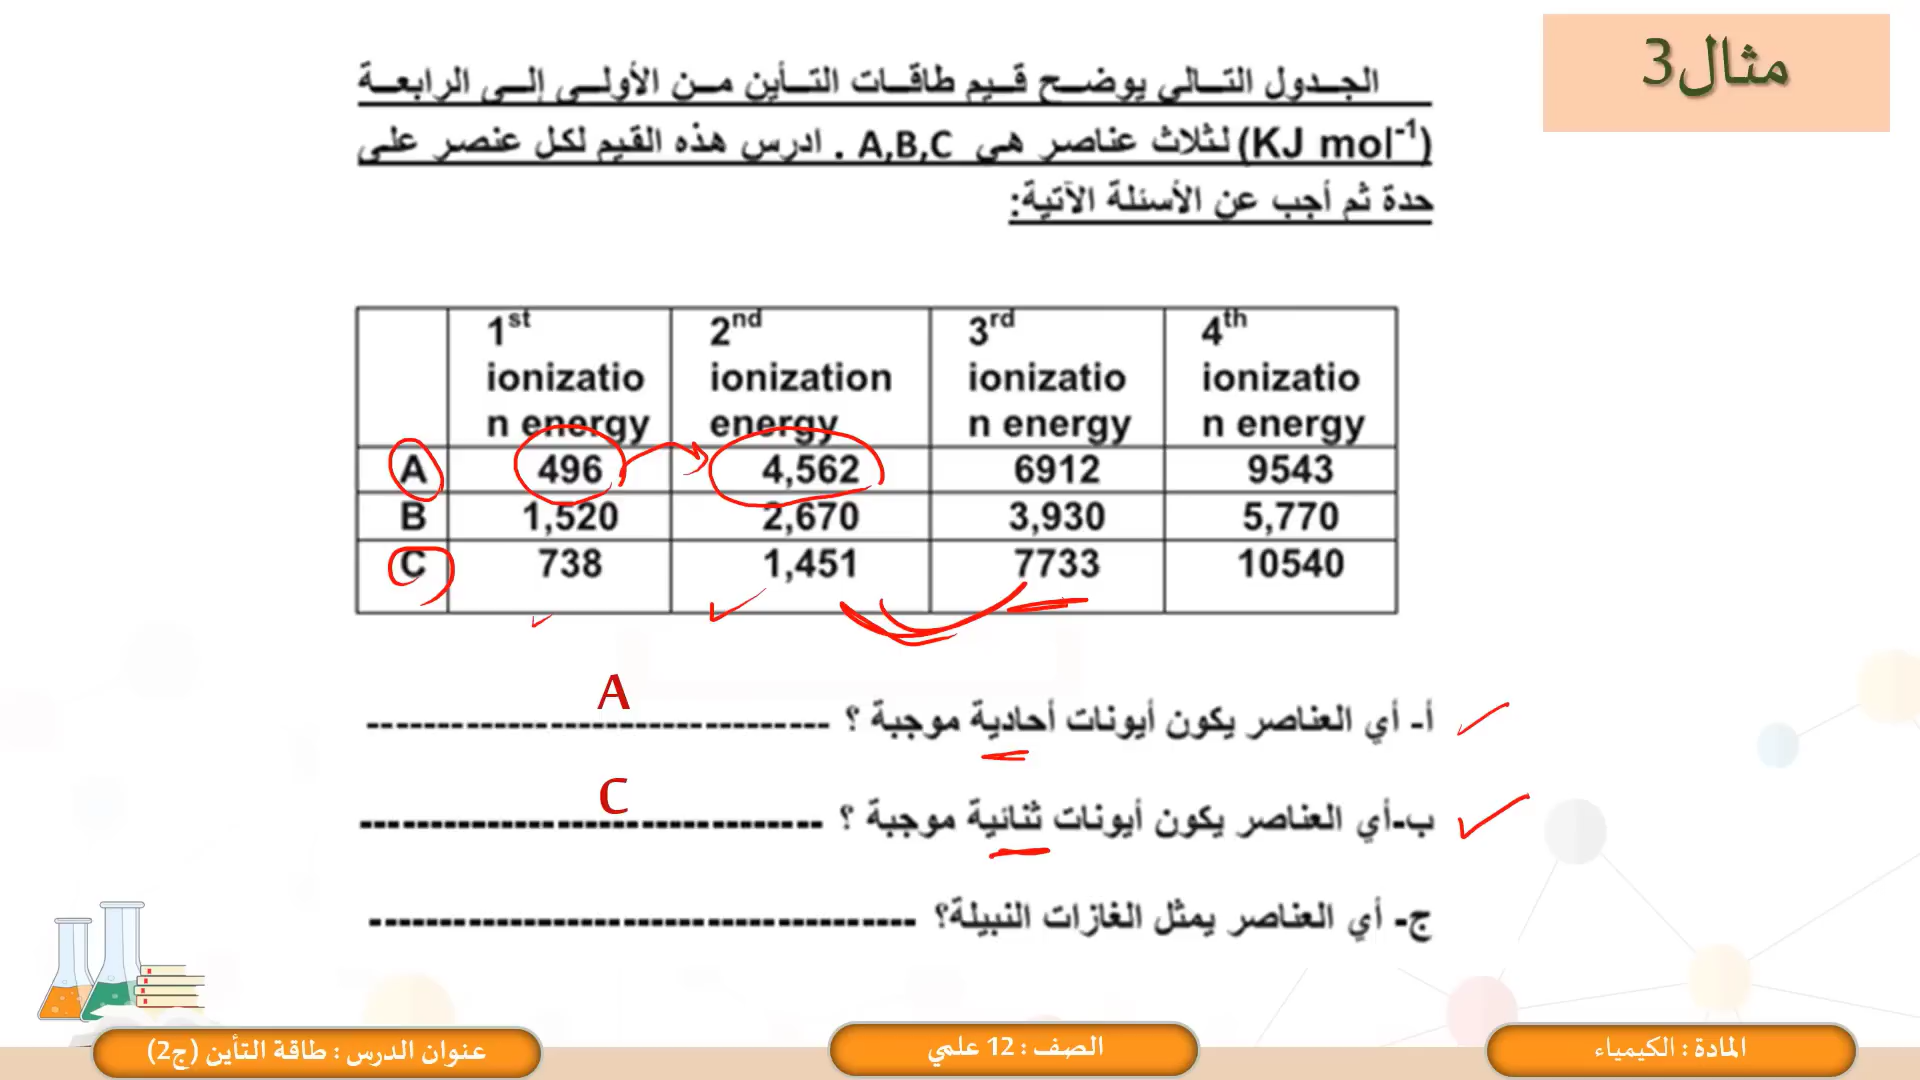 مثال3
الجدول التالي يوضح قيم طاقات التأين من الأولى إلى الرابعة
(KJ mol⁻¹) لثلاث عناصر هي A,B,C . ادرس هذه القيم لكل عنصر على
حدة ثم أجب عن الأسئلة الآتية:
1st ionizatio n energy 2nd ionization energy 3rd ionizatio n energy 4th ionizatio n energy
A 496 4,562 6912 9543
B 1,520 2,670 3,930 5,770
C 738 1,451 7733 10540
أ- أي العناصر يكون أيونات أحادية موجبة ؟ --------------------------------- A
ب-أي العناصر يكون أيونات ثنائية موجبة ؟ --------------------------------- C
ج- أي العناصر يمثل الغازات النبيلة؟ ---------------------------------------
المادة : الكيمياء
الصف : 12 علمي
عنوان الدرس : طاقة التأين (ج2)